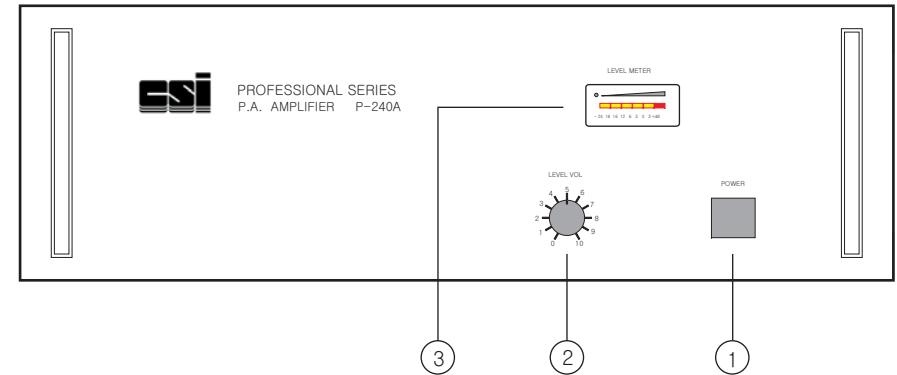 LEVEL METER
csi
PROFESSIONAL SERIES
P.A. AMPLIFIER P-240A
LEVEL VOL
POWER
0 1 2 3 4 5 6 7 8 9 10
3 2 1